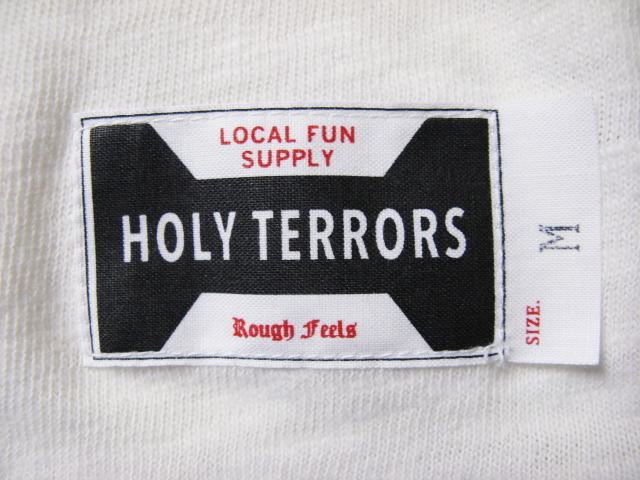 LOCAL FUN
SUPPLY
HOLY TERRORS
Rough Feels
SIZE. M